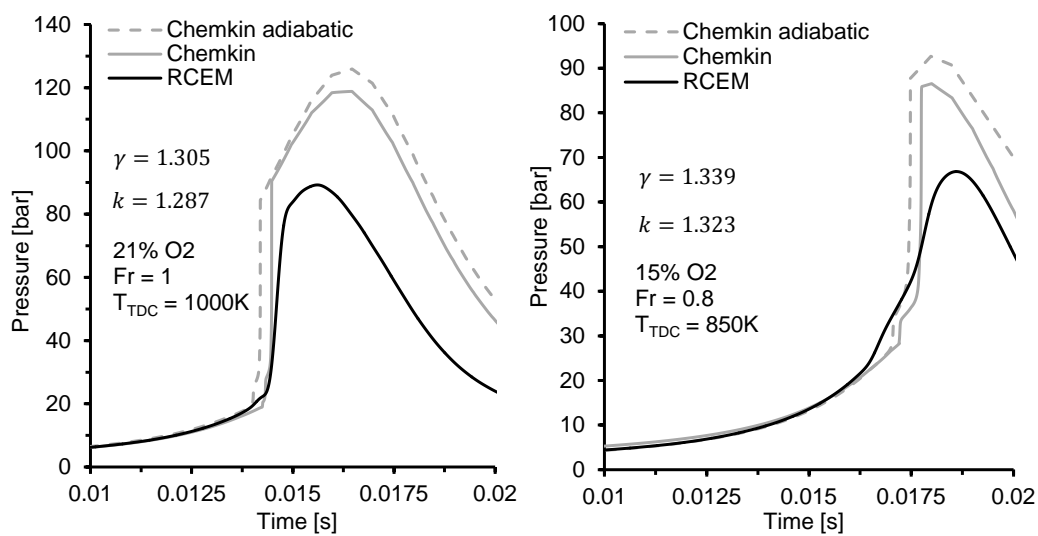 140
120
100
80
60
40
20
0
0.01
0.0125
0.015
0.0175
0.02
Pressure [bar]
Time [s]
Chemkin adiabatic
Chemkin
RCEM
γ = 1.305
k = 1.287
21% O2
Fr = 1
T_TDC = 1000K
100
90
80
70
60
50
40
30
20
10
0
0.01
0.0125
0.015
0.0175
0.02
Pressure [bar]
Time [s]
Chemkin adiabatic
Chemkin
RCEM
γ = 1.339
k = 1.323
15% O2
Fr = 0.8
T_TDC = 850K